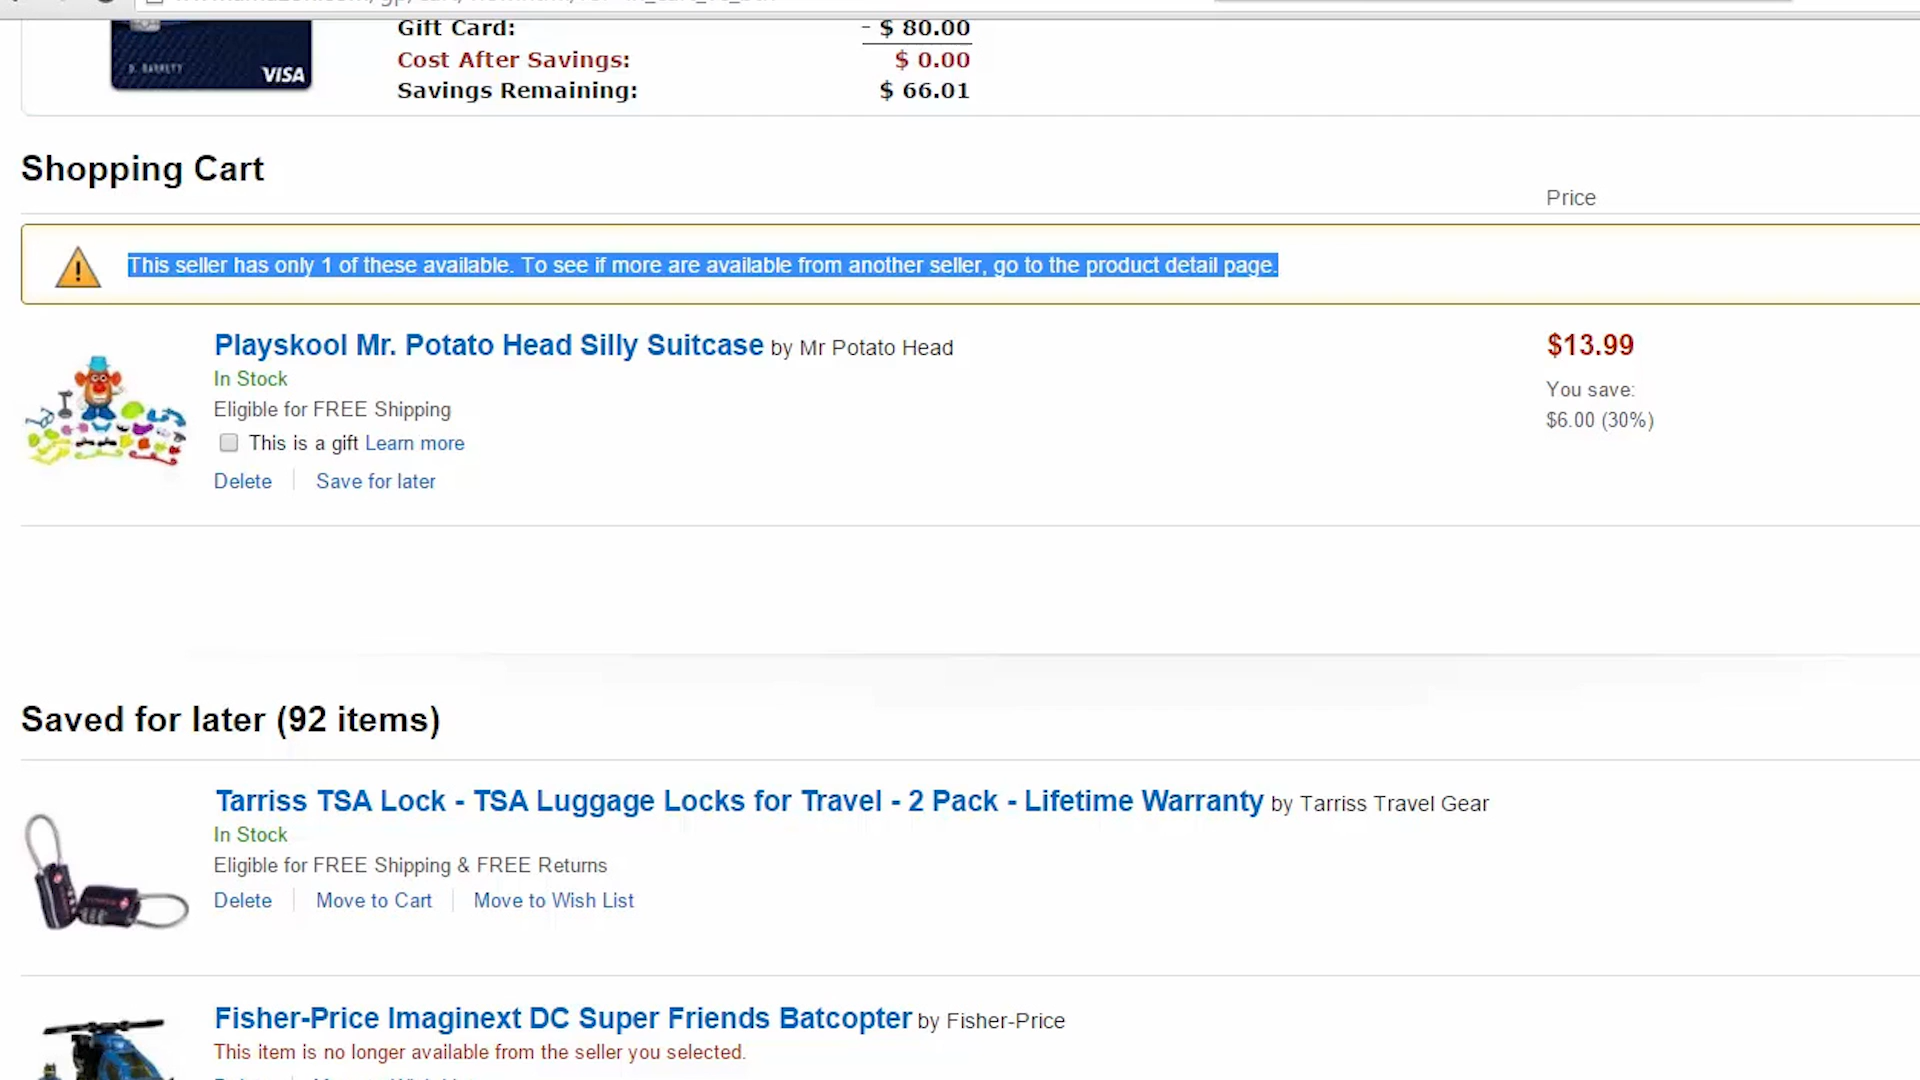 Gift Card: - $ 80.00
Cost After Savings: $ 0.00
Savings Remaining: $ 66.01
D. BARRETT
VISA
Shopping Cart
Price
This seller has only 1 of these available. To see if more are available from another seller, go to the product detail page.
Playskool Mr. Potato Head Silly Suitcase by Mr Potato Head
$13.99
In Stock
You save:
Eligible for FREE Shipping
$6.00 (30%)
This is a gift Learn more
Delete Save for later
Saved for later (92 items)
Tarriss TSA Lock - TSA Luggage Locks for Travel - 2 Pack - Lifetime Warranty by Tarriss Travel Gear
In Stock
Eligible for FREE Shipping & FREE Returns
Delete Move to Cart Move to Wish List
Fisher-Price Imaginext DC Super Friends Batcopter by Fisher-Price
This item is no longer available from the seller you selected.